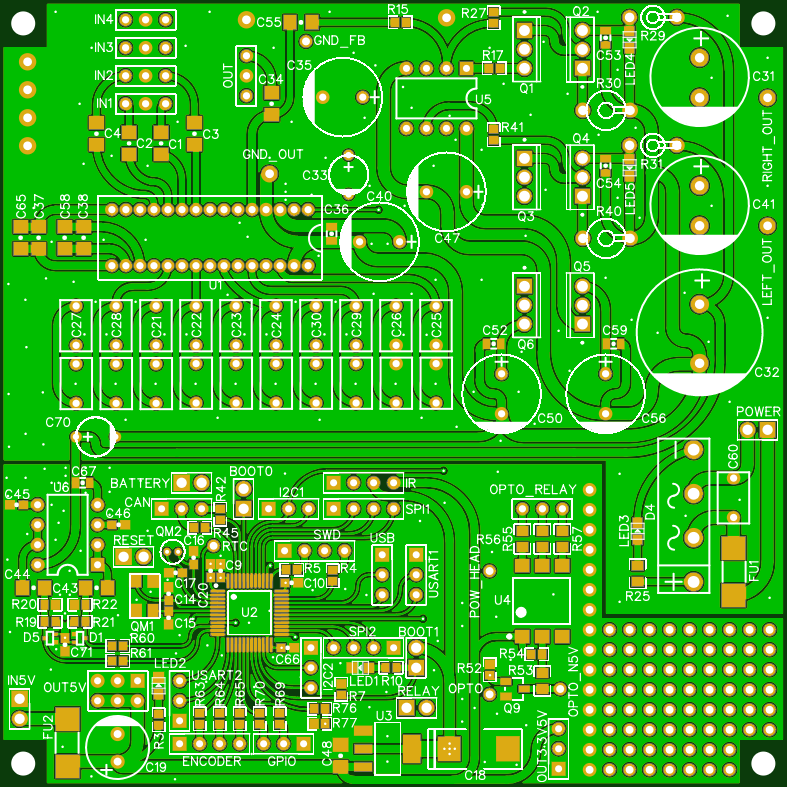 IN4
IN3
IN2
IN1
C4
C2
C1
C3
OUT
C34
C55
GND_FB
C35
R15
R27
R17
Q1
Q2
C53
LED4
R29
R30
C31
U5
R41
RIGHT_OUT
GND_OUT
C33
C40
C47
Q3
Q4
C54
LED5
R31
R40
C41
LEFT_OUT
C65
C37
C58
C38
C36
U1
Q5
Q6
C52
C59
C32
C27
C28
C21
C22
C23
C24
C30
C29
C26
C25
C50
C56
C70
POWER
C67
U6
C45
C46
C44
C43
BATTERY
CAN
R42
BOOT0
I2C1
IR
SPI1
R45
QM2
C16
RTC
RESET
SWD
USB
USART1
R5
R4
C10
C9
C17
C20
C14
C15
QM1
U2
R20
R22
R19
R21
D5
D1
C71
R60
R61
C66
SPI2
BOOT1
I2C2
LED1
R10
R7
R76
R77
RELAY
IN5V
OUT5V
LED2
USART2
R63
R64
R65
R70
R69
R3
FU2
C19
ENCODER
GPIO
C48
U3
C18
POW_HEAD
OPTO_RELAY
R56
R55
R57
U4
R54
R52
R53
OPTO
Q9
OPTO_N5V
OUT3.3V5V
LED3
R25
D4
C60
FU1